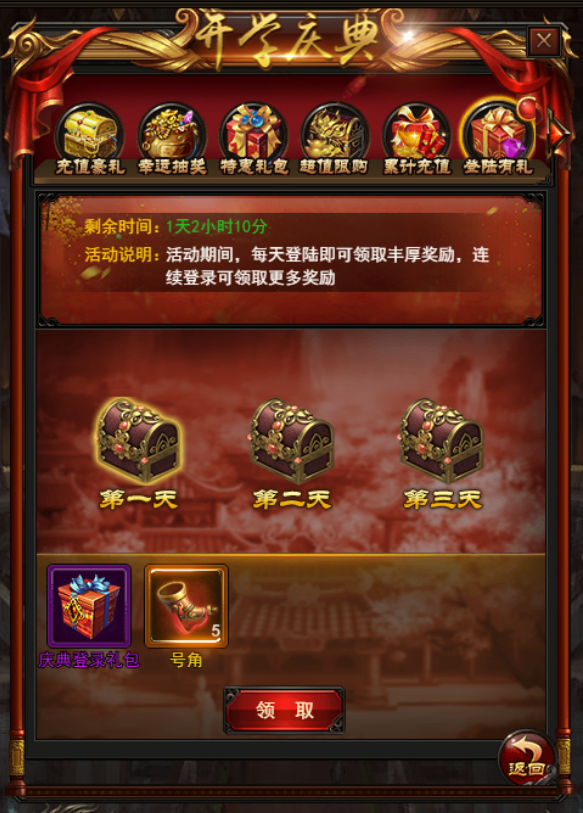 开学庆典
充值豪礼 幸运抽奖 特惠礼包 超值限购 累计充值 登陆有礼
剩余时间：1天2小时10分
活动说明：活动期间，每天登陆即可领取丰厚奖励，连
续登录可领取更多奖励
第一天 第二天 第三天
5
庆典登录礼包 号角
领 取
返回